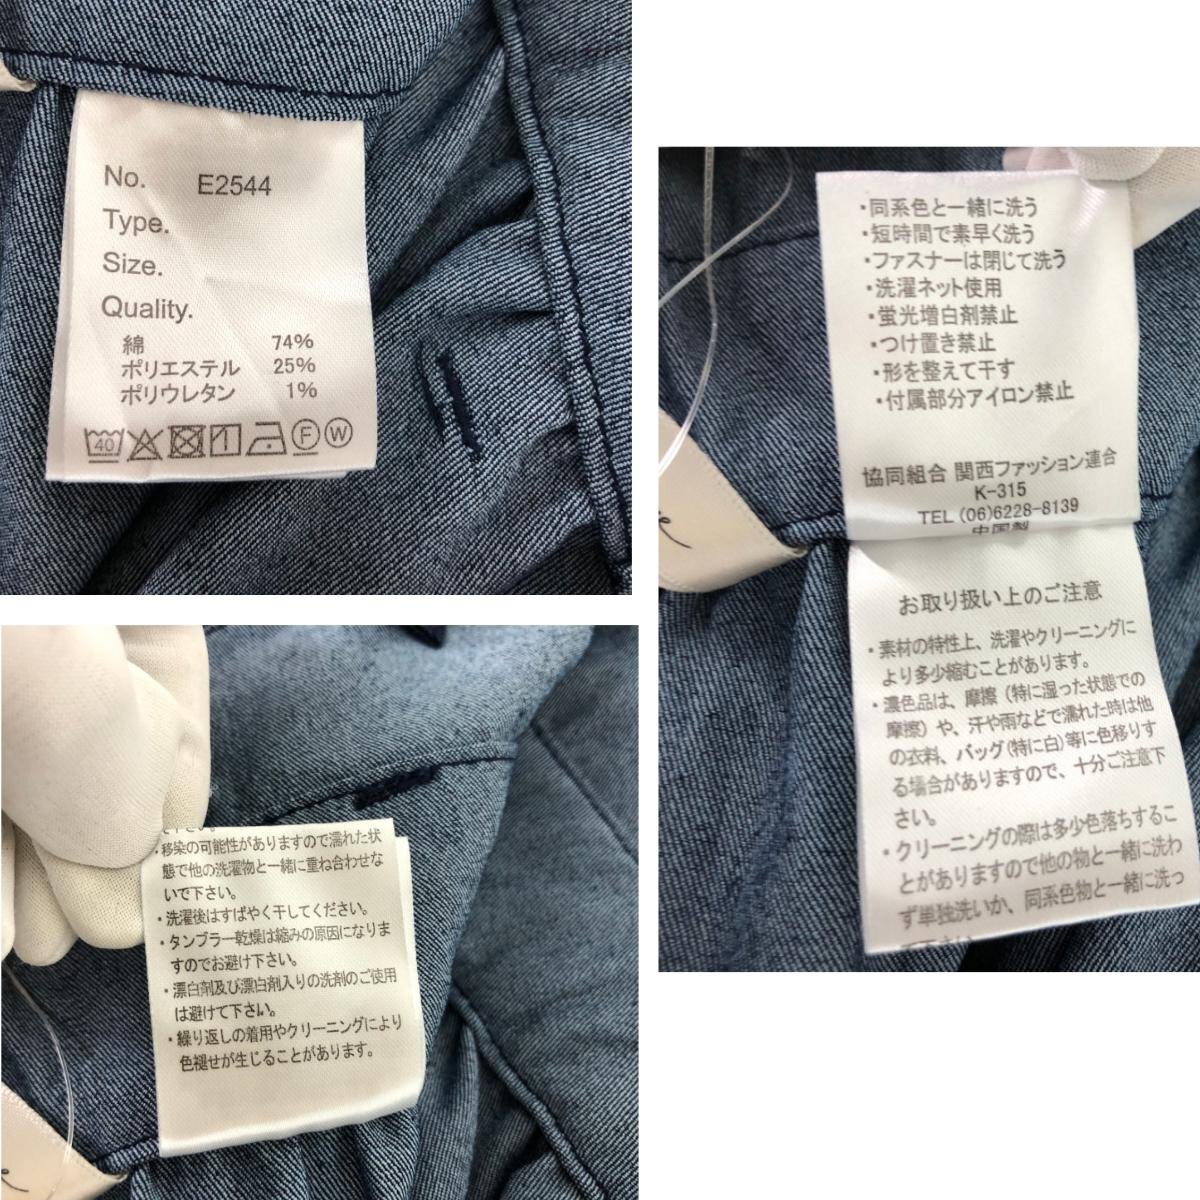 No. E2544
Type.
Size.
Quality.
綿 74%
ポリエステル 25%
ポリウレタン 1%
40 F W
・同系色と一緒に洗う
・短時間で素早く洗う
・ファスナーは閉じて洗う
・洗濯ネット使用
・蛍光増白剤禁止
・つけ置き禁止
・形を整えて干す
・付属部分アイロン禁止
協同組合 関西ファッション連合
K-315
TEL (06)6228-8139
中国製
お取り扱い上のご注意
・素材の特性上、洗濯やクリーニングに
より多少縮むことがあります。
・濃色品は、摩擦（特に湿った状態での
摩擦）や、汗や雨などで濡れた時は他
の衣料、バッグ(特に白)等に色移りす
る場合がありますので、十分ご注意下
さい。
・クリーニングの際は多少色落ちするこ
とがありますので他の物と一緒に洗わ
ず単独洗いか、同系色物と一緒に洗っ
て下さい。
・移染の可能性がありますので濡れた状
態で他の洗濯物と一緒に重ね合わせな
いで下さい。
・洗濯後はすばやく干してください。
・タンブラー乾燥は縮みの原因になりま
すのでお避け下さい。
・漂白剤及び漂白剤入りの洗剤のご使用
は避けて下さい。
・繰り返しの着用やクリーニングにより
色褪せが生じることがあります。